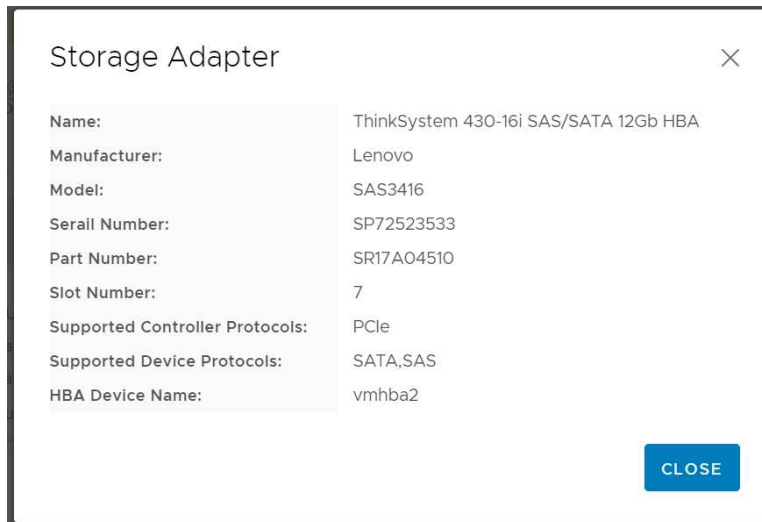 Storage Adapter
Name: ThinkSystem 430-16i SAS/SATA 12Gb HBA
Manufacturer: Lenovo
Model: SAS3416
Serail Number: SP72523533
Part Number: SR17A04510
Slot Number: 7
Supported Controller Protocols: PCIe
Supported Device Protocols: SATA,SAS
HBA Device Name: vmhba2
CLOSE